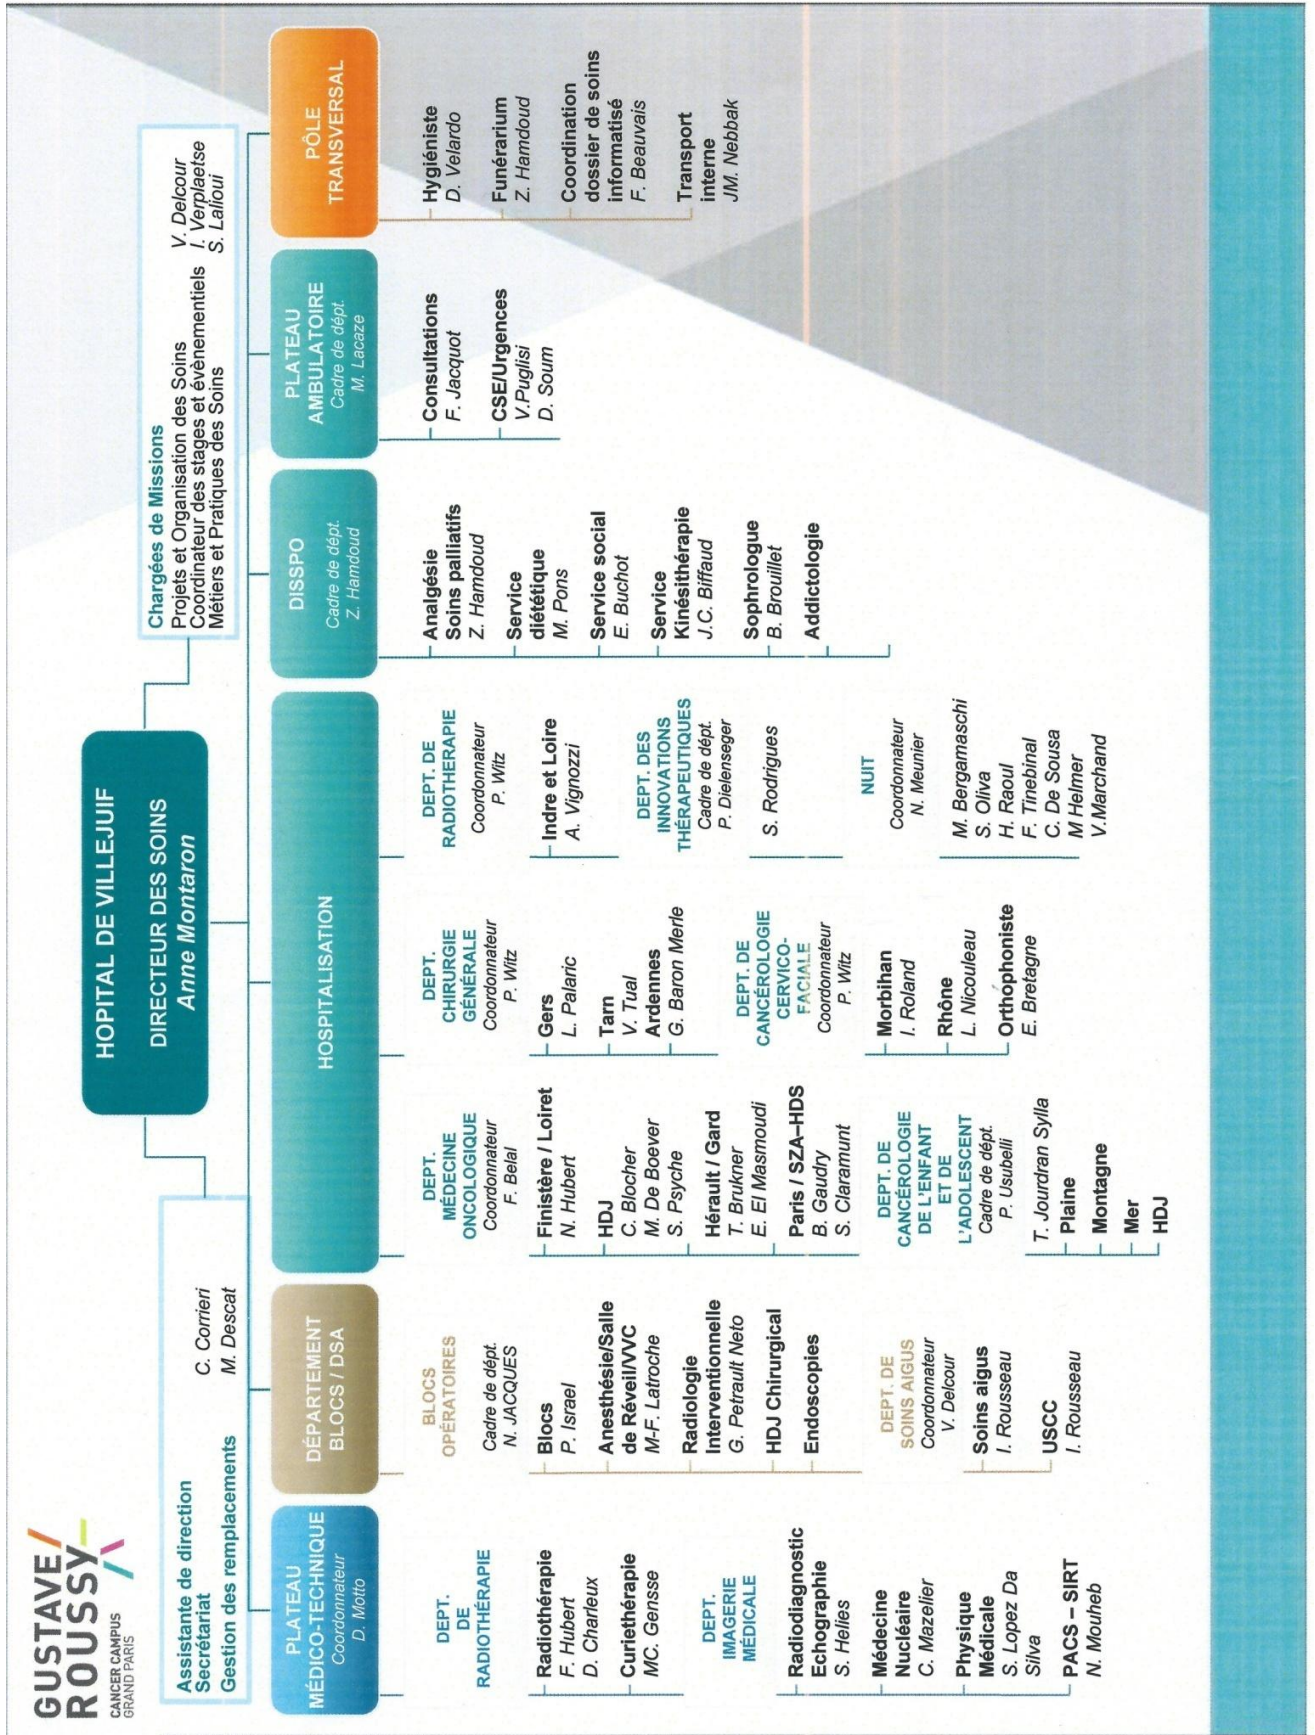 GUSTAVE/
ROUSSY
CANCER CAMPUS
GRAND PARIS
HOPITAL DE VILLEJUIF
DIRECTEUR DES SOINS
Anne Montaron
Assistante de direction
Secrétariat C. Corrieri
Gestion des remplacements M. Descat
Chargées de Missions
Projets et Organisation des Soins V. Delcour
Coordinateur des stages et évènementiels I. Verplaetse
Métiers et Pratiques des Soins S. Lalioui
PLATEAU
MÉDICO-TECHNIQUE
Coordonnateur
D. Motto
DEPT.
DE
RADIOTHÉRAPIE
Radiothérapie
F. Hubert
D. Charleux
Curiethérapie
MC. Gensse
DEPT.
IMAGERIE
MÉDICALE
Radiodiagnostic
Echographie
S. Helies
Médecine
Nucléaire
C. Mazelier
Physique
Médicale
S. Lopez Da
Silva
PACS – SIRT
N. Mouheb
DÉPARTEMENT
BLOCS / DSA
BLOCS
OPÉRATOIRES
Cadre de dépt.
N. JACQUES
Blocs
P. Israel
Anesthésie/Salle
de Réveil/VVC
M-F. Latroche
Radiologie
Interventionnelle
G. Petrault Neto
HDJ Chirurgical
Endoscopies
DEPT. DE
SOINS AIGUS
Coordonnateur
V. Delcour
Soins aigus
I. Rousseau
USCC
I. Rousseau
HOSPITALISATION
DEPT.
MÉDECINE
ONCOLOGIQUE
Coordonnateur
F. Belal
Finistère / Loiret
N. Hubert
HDJ
C. Blocher
M. De Boever
S. Psyche
Hérault / Gard
T. Brukner
E. El Masmoudi
Paris / SZA–HDS
B. Gaudry
S. Claramunt
DEPT. DE
CANCÉROLOGIE
DE L'ENFANT
ET DE
L'ADOLESCENT
Cadre de dépt.
P. Usubelli
T. Jourdran Sylla
Plaine
Montagne
Mer
HDJ
DEPT.
CHIRURGIE
GÉNÉRALE
Coordonnateur
P. Witz
Gers
L. Palaric
Tarn
V. Tual
Ardennes
G. Baron Merle
DEPT. DE
CANCÉROLOGIE
CERVICO-
FACIALE
Coordonnateur
P. Witz
Morbihan
I. Roland
Rhône
L. Nicouleau
Orthophoniste
E. Bretagne
DEPT. DE
RADIOTHERAPIE
Coordonnateur
P. Witz
Indre et Loire
A. Vignozzi
DEPT. DES
INNOVATIONS
THÉRAPEUTIQUES
Cadre de dépt.
P. Dielenseger
S. Rodrigues
NUIT
Coordonnateur
N. Meunier
M. Bergamaschi
S. Oliva
H. Raoul
F. Tinebinal
C. De Sousa
M Helmer
V.Marchand
DISSPO
Cadre de dépt.
Z. Hamdoud
Analgésie
Soins palliatifs
Z. Hamdoud
Service
diététique
M. Pons
Service social
E. Buchot
Service
Kinésithérapie
J.C. Biffaud
Sophrologue
B. Brouillet
Addictologie
PLATEAU
AMBULATOIRE
Cadre de dépt.
M. Lacaze
Consultations
F. Jacquot
CSE/Urgences
V.Puglisi
D. Soum
PÔLE
TRANSVERSAL
Hygiéniste
D. Velardo
Funérarium
Z. Hamdoud
Coordination
dossier de soins
informatisé
F. Beauvais
Transport
interne
JM. Nebbak